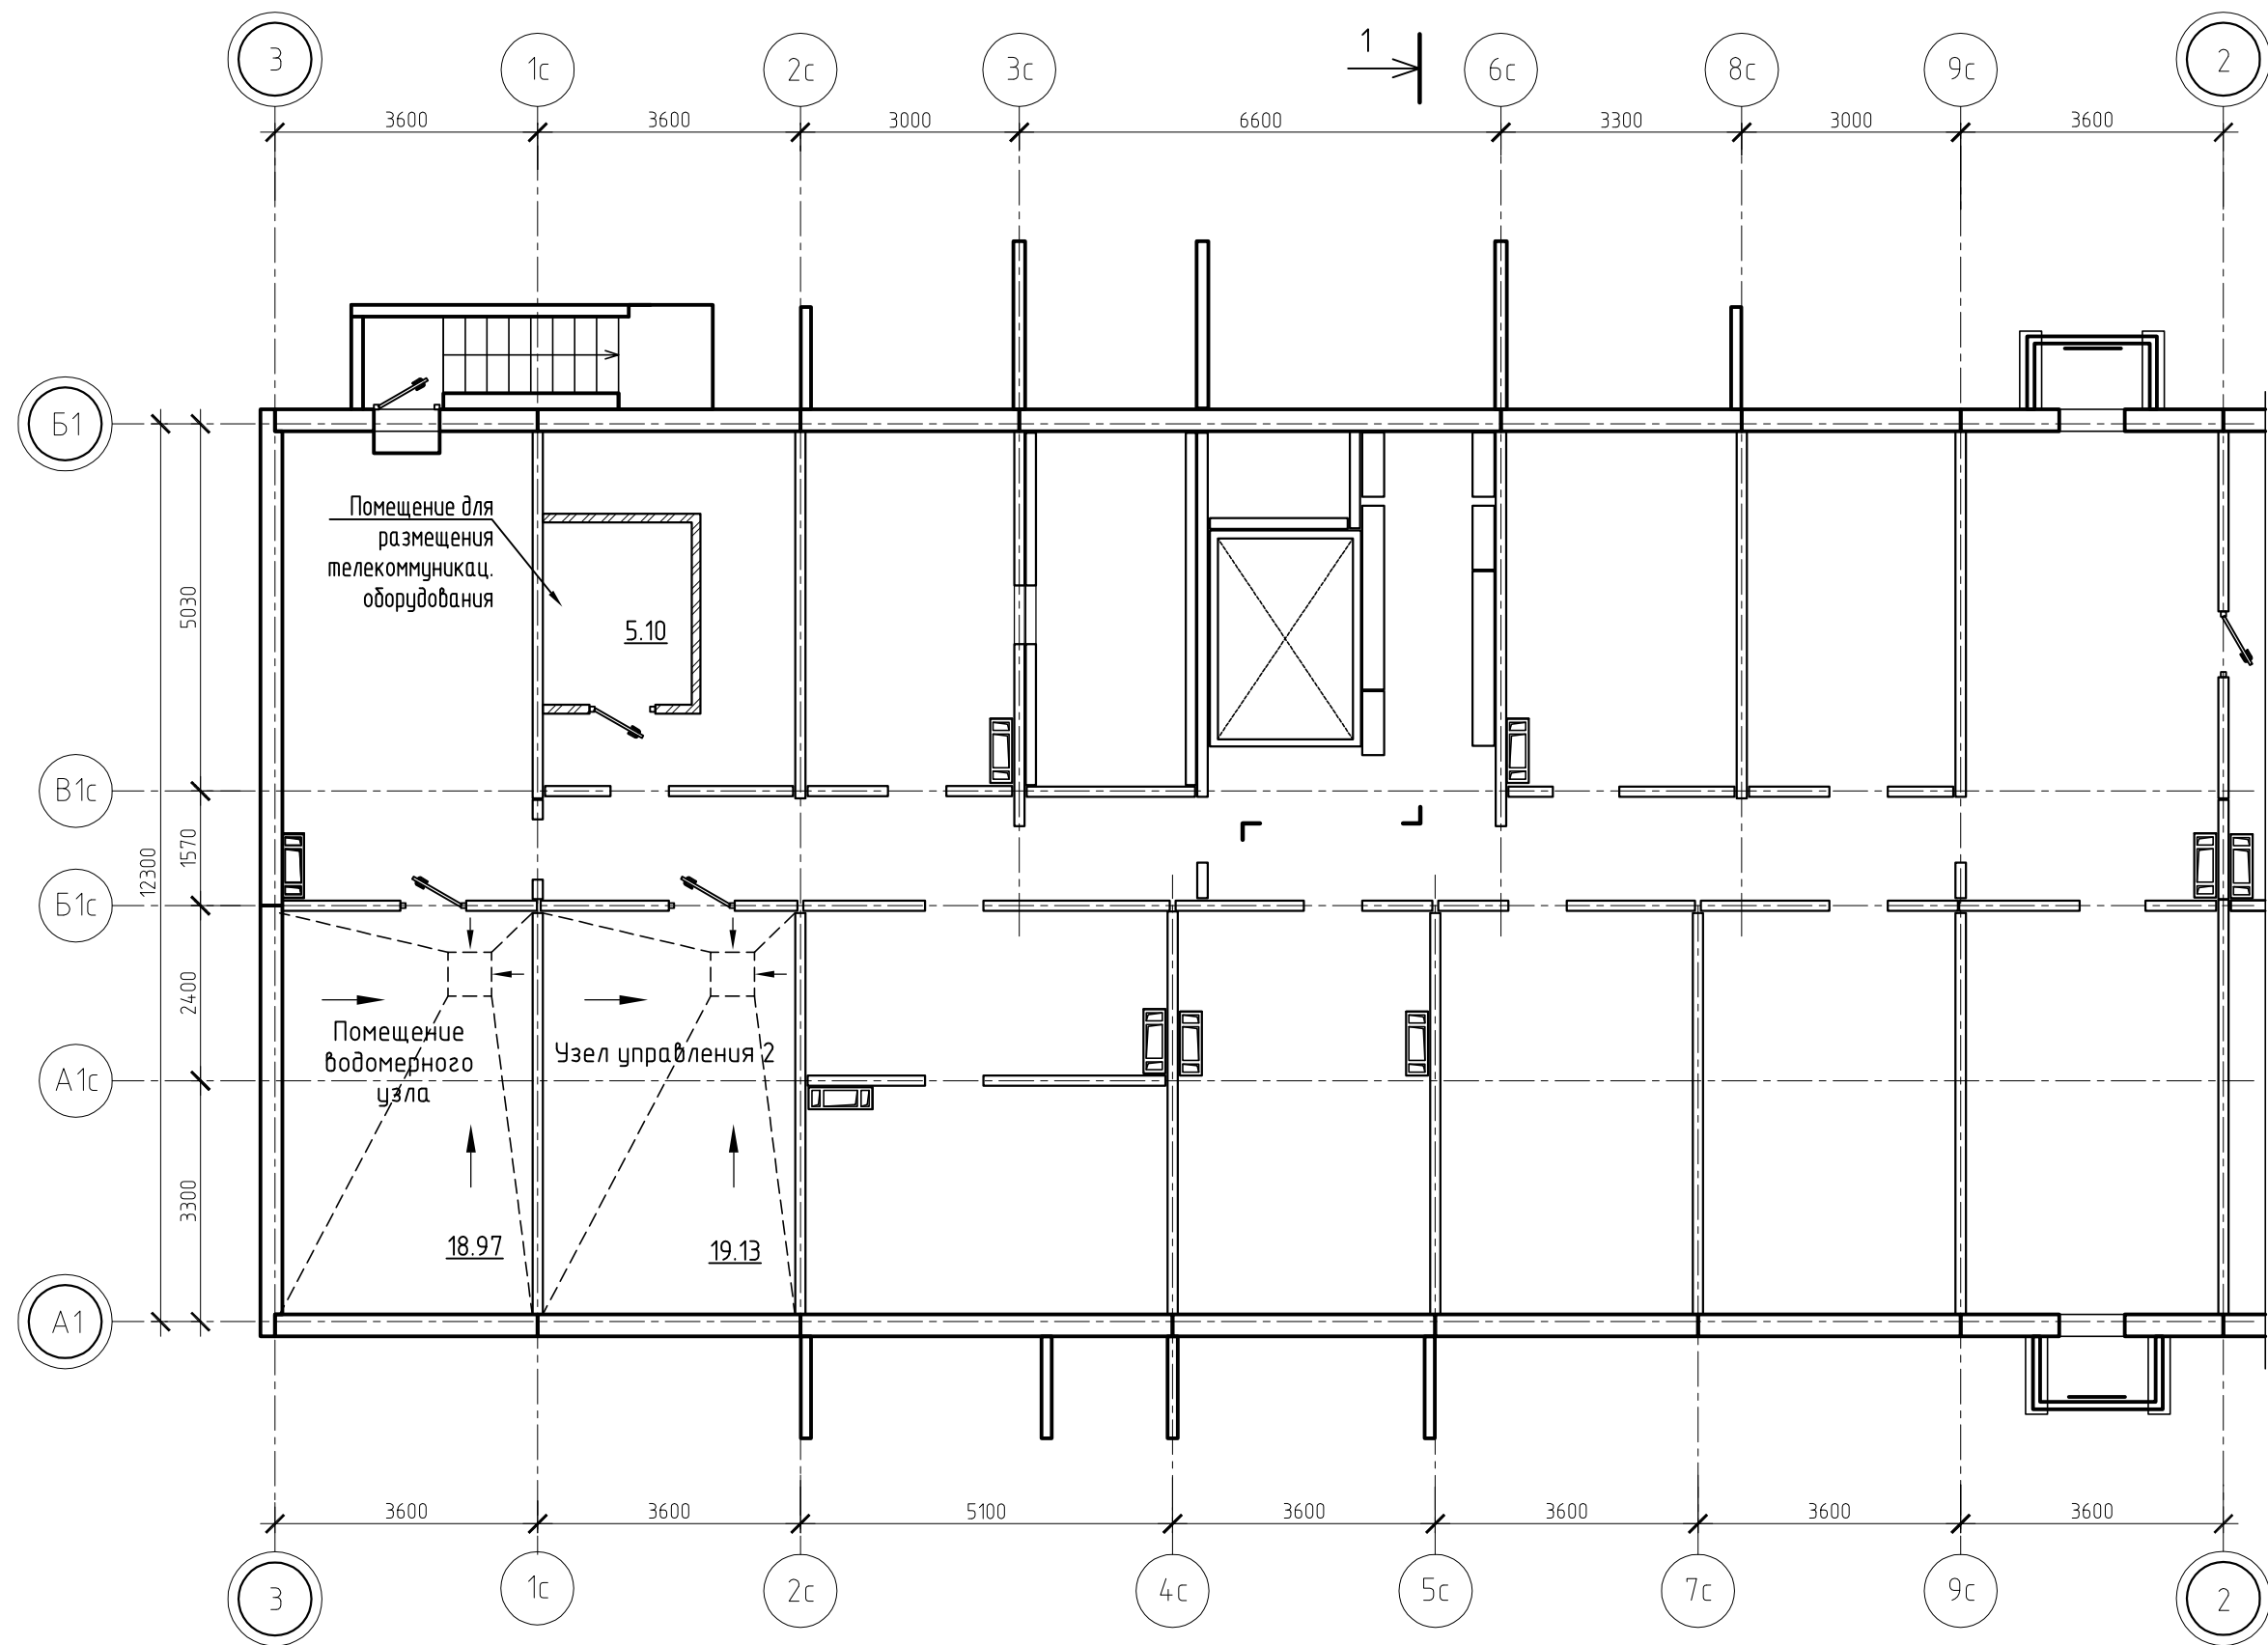 3 1с 2с 3с 1 6с 8с 9с 2
3600 3600 3000 6600 3300 3000 3600
Б1
Помещение для
размещения
телекоммуникац.
оборудования
5.10
5030
В1с
1570
12300
Б1с
2400
Помещение
водомерного
узла
Узел управления 2
А1с
3300
18.97
19.13
А1
3600 3600 5100 3600 3600 3600 3600
3 1с 2с 4с 5с 7с 9с 2